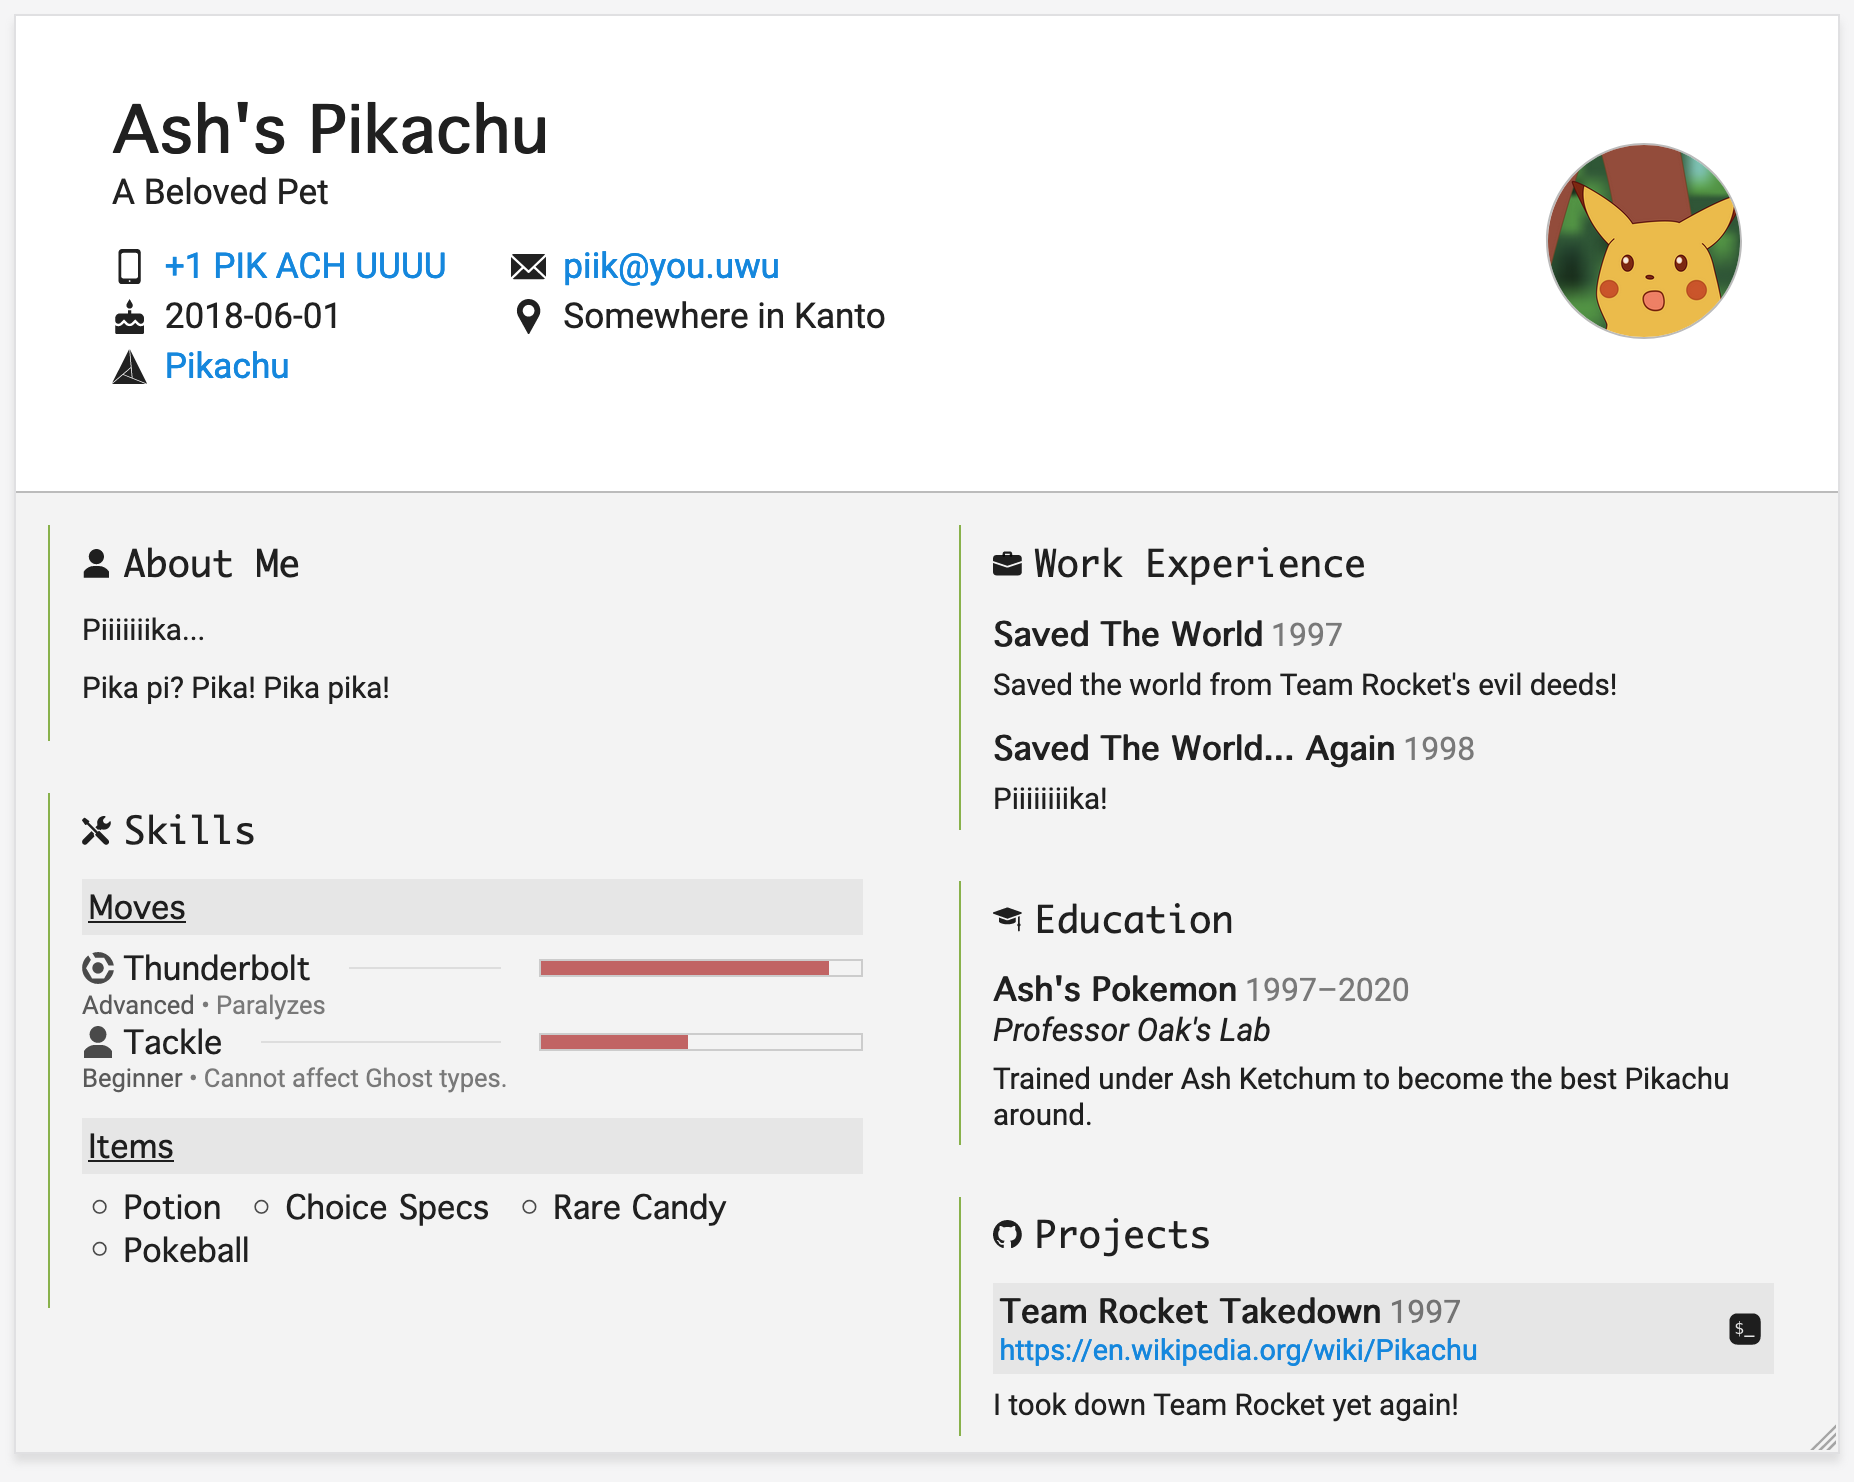 Ash's Pikachu
A Beloved Pet
+1 PIK ACH UUUU
piik@you.uwu
2018-06-01
Somewhere in Kanto
Pikachu
About Me
Piiiiiiika...
Pika pi? Pika! Pika pika!
Skills
Moves
Thunderbolt
Advanced • Paralyzes
Tackle
Beginner • Cannot affect Ghost types.
Items
Potion
Choice Specs
Rare Candy
Pokeball
Work Experience
Saved The World 1997
Saved the world from Team Rocket's evil deeds!
Saved The World... Again 1998
Piiiiiiiika!
Education
Ash's Pokemon 1997–2020
Professor Oak's Lab
Trained under Ash Ketchum to become the best Pikachu
around.
Projects
Team Rocket Takedown 1997
https://en.wikipedia.org/wiki/Pikachu
$_
I took down Team Rocket yet again!